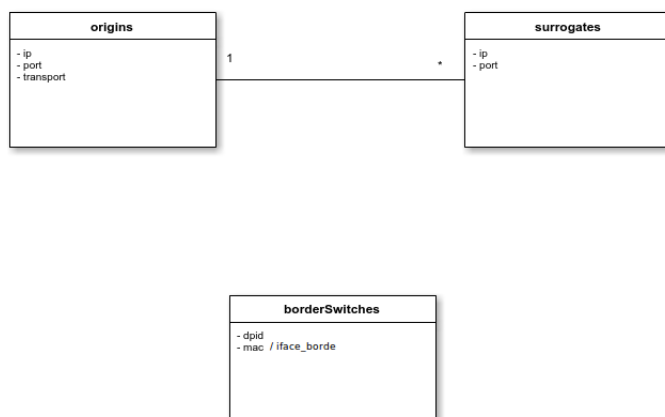 origins
- ip
- port
- transport
1
*
surrogates
- ip
- port
borderSwitches
- dpid
- mac / iface_borde